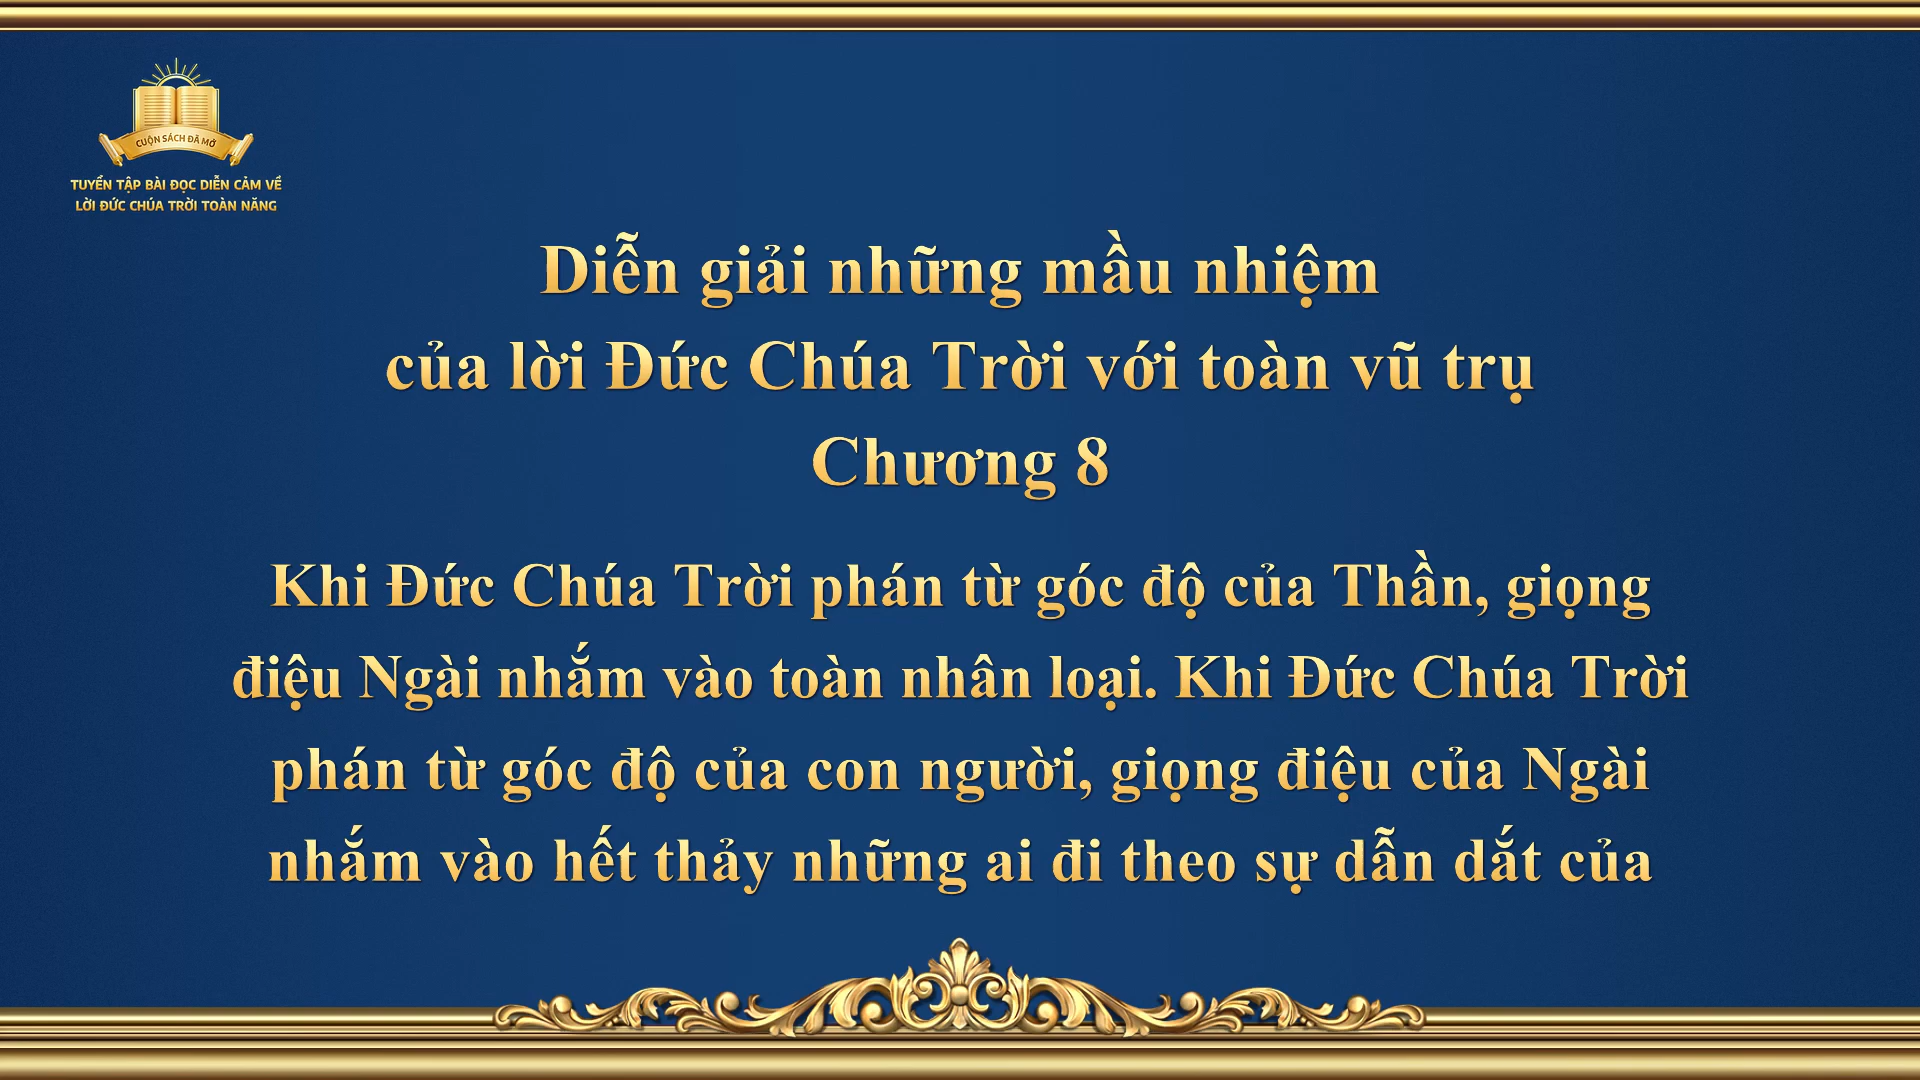 CUỘN SÁCH ĐÃ MỞ
TUYỂN TẬP BÀI ĐỌC DIỄN CẢM VỀ
LỜI ĐỨC CHÚA TRỜI TOÀN NĂNG
Diễn giải những mầu nhiệm
của lời Đức Chúa Trời với toàn vũ trụ
Chương 8
Khi Đức Chúa Trời phán từ góc độ của Thần, giọng
điệu Ngài nhắm vào toàn nhân loại. Khi Đức Chúa Trời
phán từ góc độ của con người, giọng điệu của Ngài
nhắm vào hết thảy những ai đi theo sự dẫn dắt của